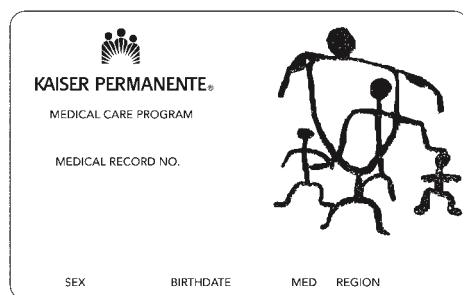 KAISER PERMANENTE®
MEDICAL CARE PROGRAM
MEDICAL RECORD NO.
SEX BIRTHDATE MED REGION